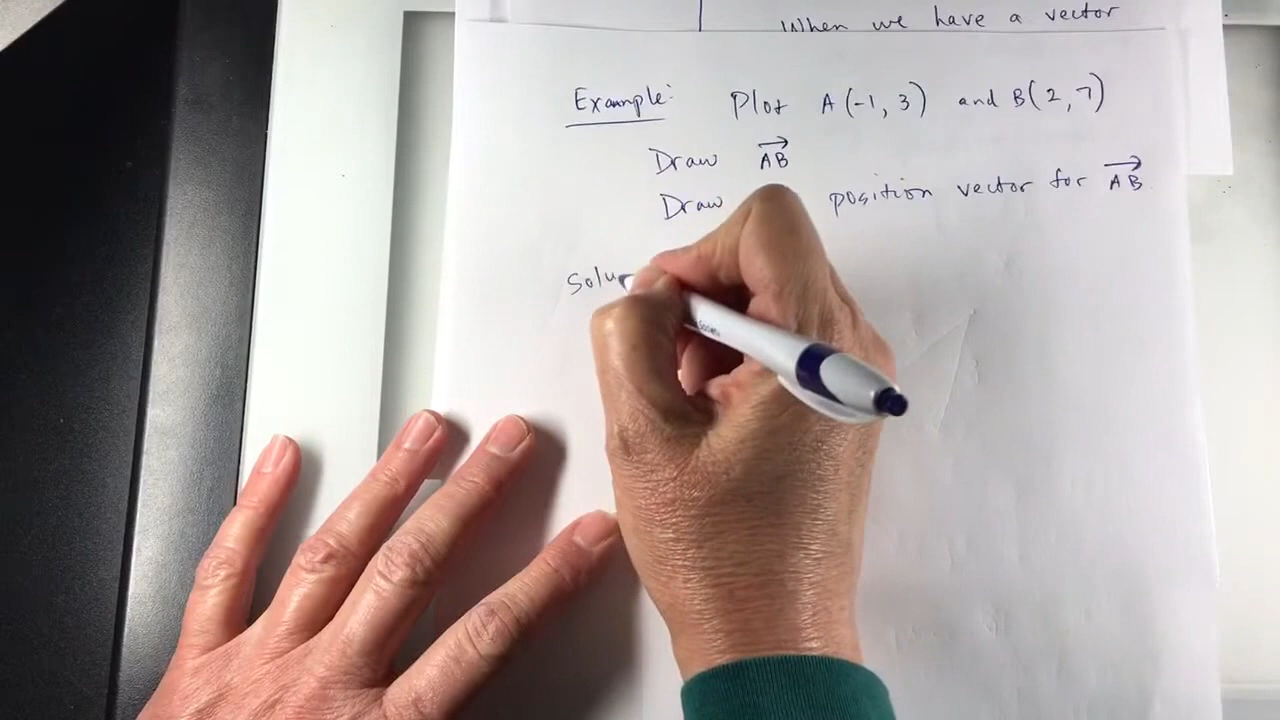 When we have a vector
Example: Plot A(-1, 3) and B(2, 7)
Draw \overrightarrow{AB}
Draw position vector for \overrightarrow{AB}
Solu